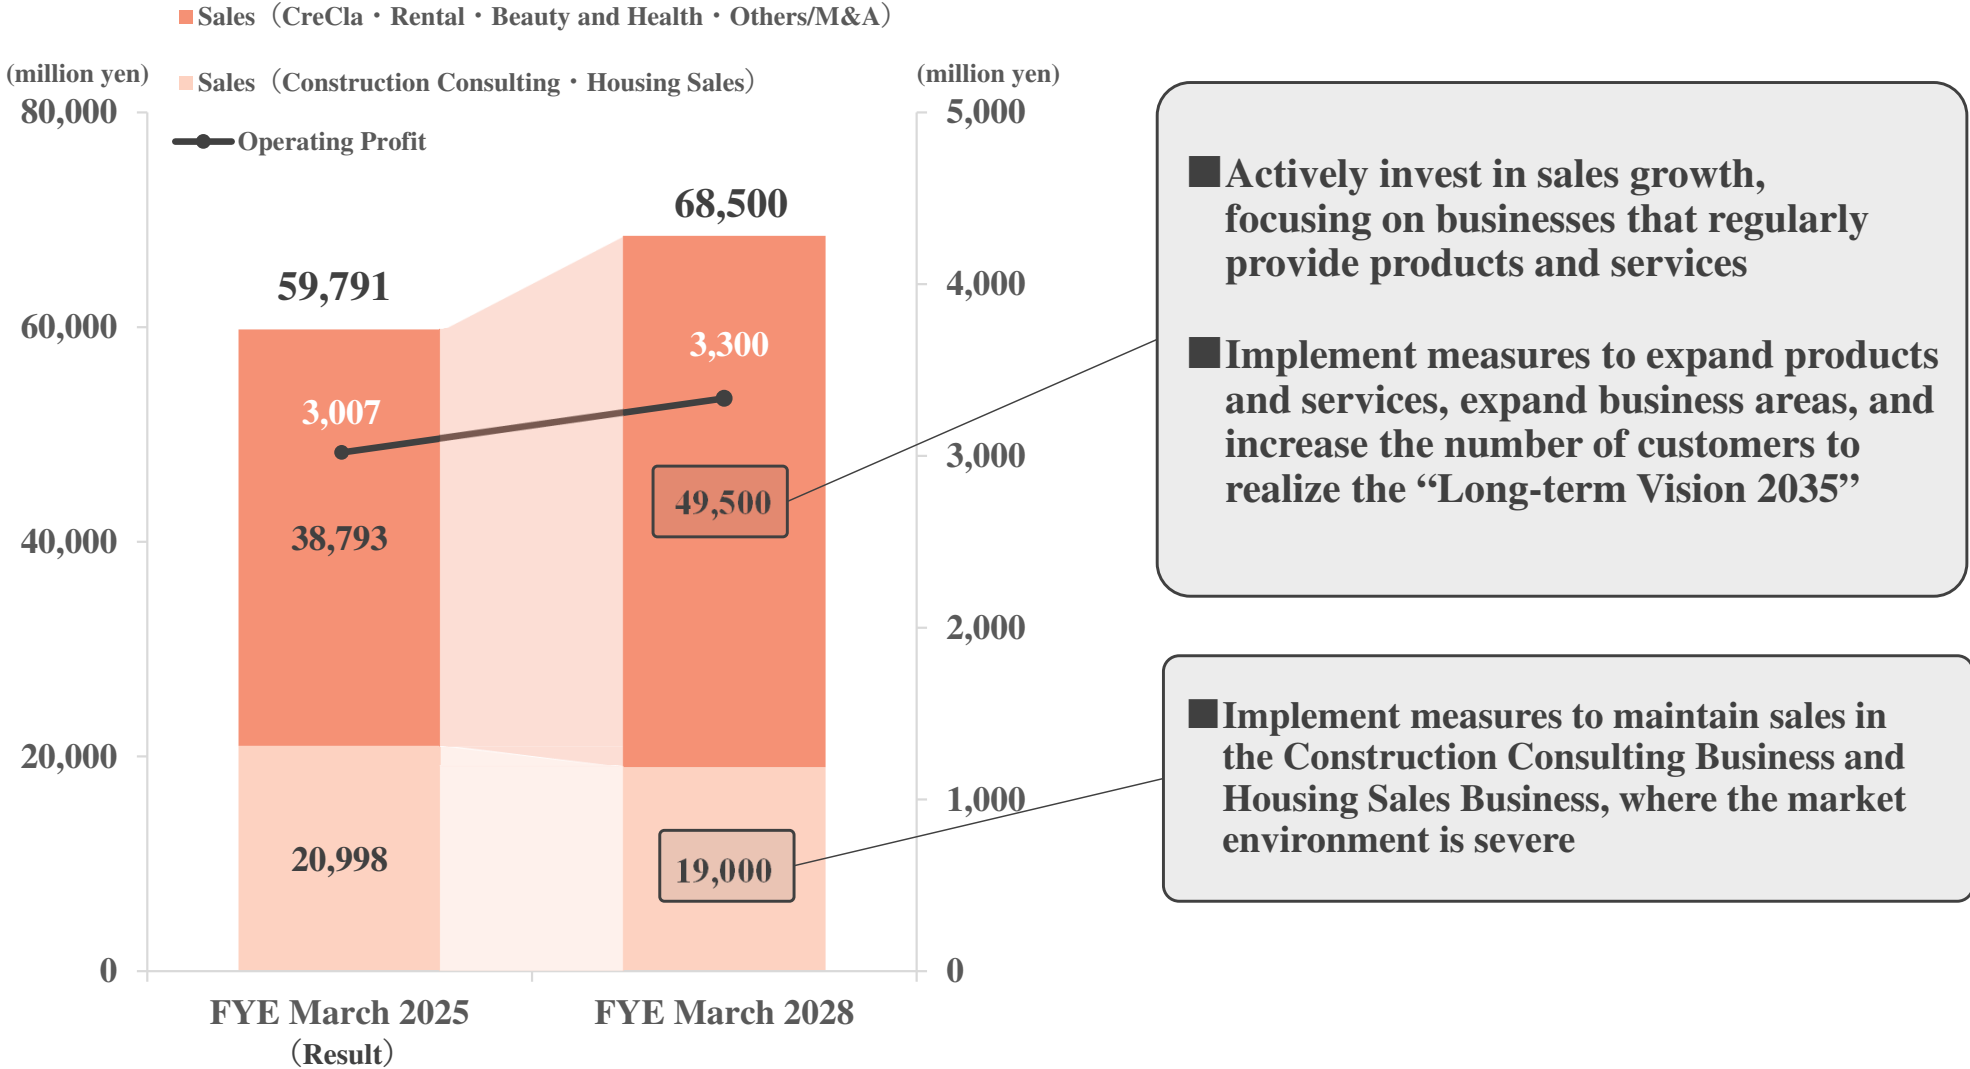 Sales（CreCla・Rental・Beauty and Health・Others/M&A）
(million yen)
Sales（Construction Consulting・Housing Sales）
(million yen)
80,000
5,000
Operating Profit
68,500
59,791
4,000
60,000
3,300
3,007
3,000
49,500
40,000
38,793
2,000
20,000
1,000
20,998
19,000
0
0
FYE March 2025
FYE March 2028
（Result）
■Actively invest in sales growth,
focusing on businesses that regularly
provide products and services
■Implement measures to expand products
and services, expand business areas, and
increase the number of customers to
realize the “Long-term Vision 2035”
■Implement measures to maintain sales in
the Construction Consulting Business and
Housing Sales Business, where the market
environment is severe